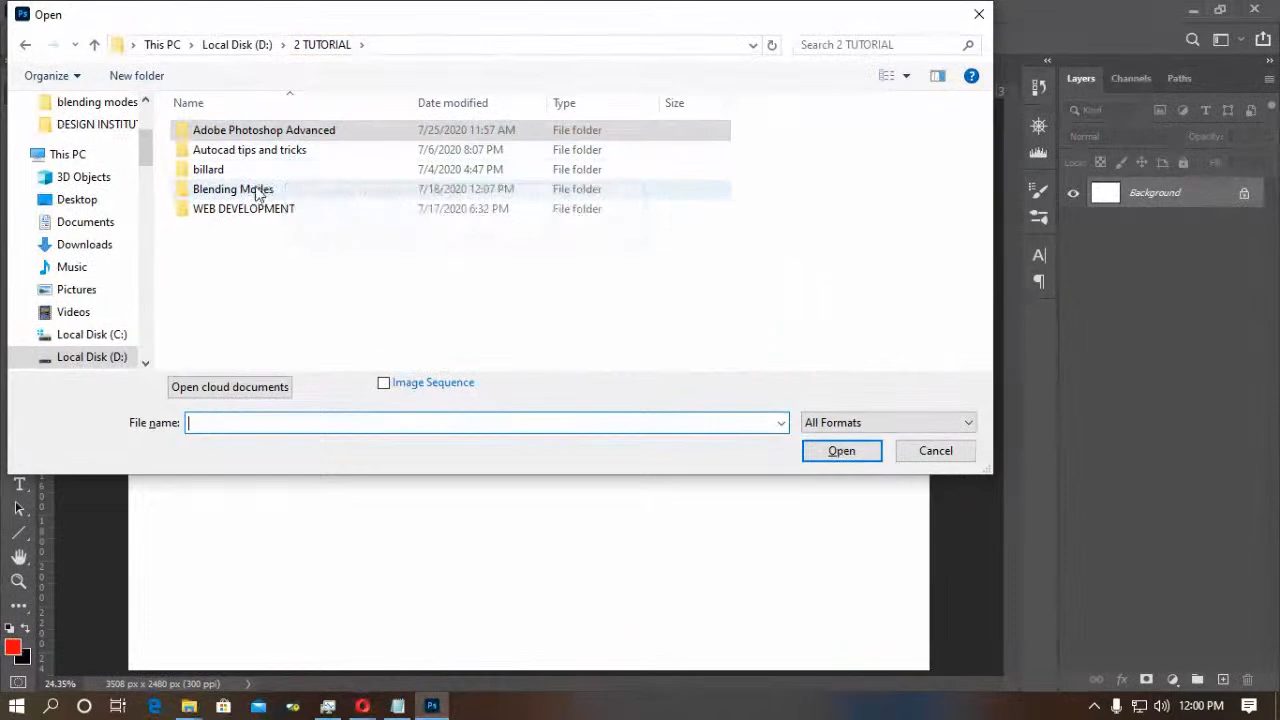 Ps Open
This PC Local Disk (D:) 2 TUTORIAL Search 2 TUTORIAL
Organize New folder
Name Date modified Type Size
blending modes
DESIGN INSTITU
This PC
3D Objects
Desktop
Documents
Downloads
Music
Pictures
Videos
Local Disk (C:)
Local Disk (D:)
Adobe Photoshop Advanced 7/25/2020 11:57 AM File folder
Autocad tips and tricks 7/6/2020 8:07 PM File folder
billard 7/4/2020 4:47 PM File folder
Blending Modes 7/18/2020 12:07 PM File folder
WEB DEVELOPMENT 7/17/2020 6:32 PM File folder
Open cloud documents Image Sequence
File name: All Formats
Open Cancel
Layers Channels Paths
Kind
Normal Opacity:
Lock: Fill:
Background
24.35% 3508 px x 2480 px (300 ppi)
12:00 PM